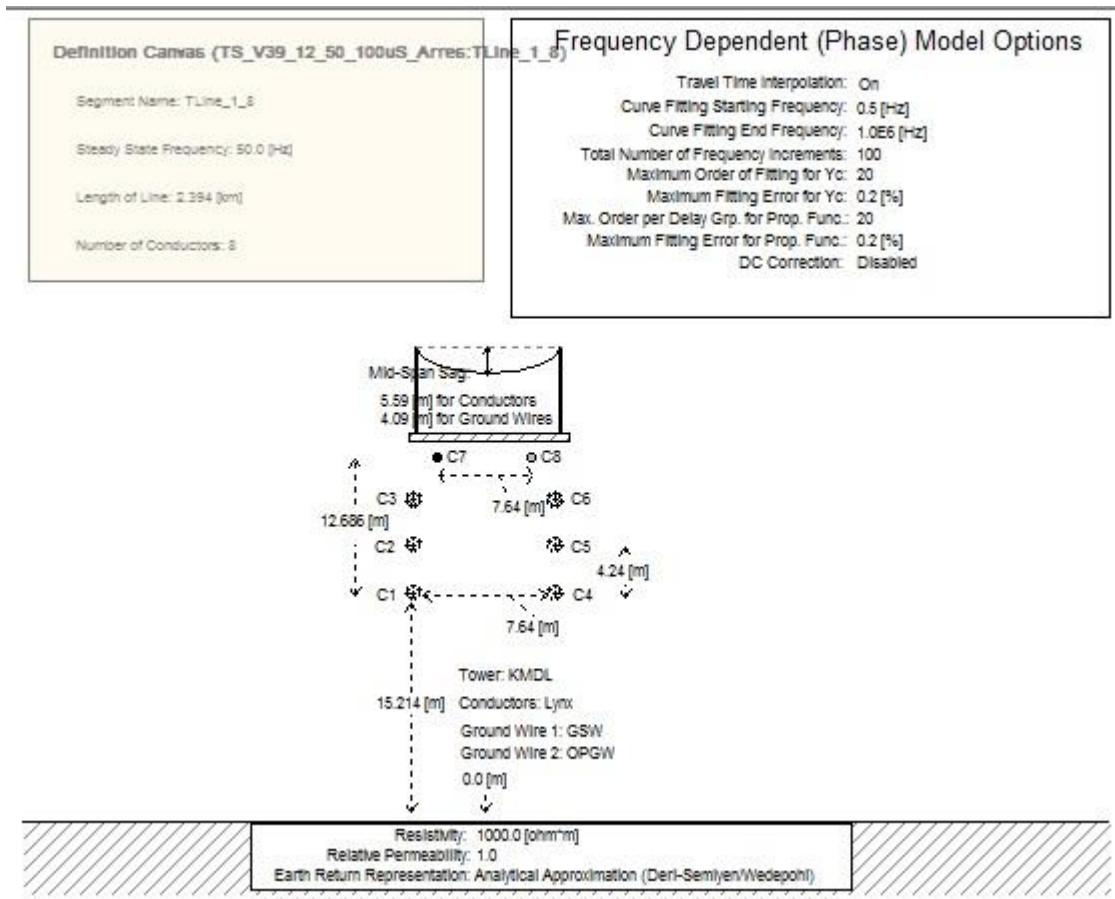 Definition Canvas (TS_V39_12_50_100uS_Arres:TLine_1_8)
Segment Name: TLine_1_8
Steady State Frequency: 50.0 [Hz]
Length of Line: 2.394 [km]
Number of Conductors: 8
Frequency Dependent (Phase) Model Options
Travel Time Interpolation: On
Curve Fitting Starting Frequency: 0.5 [Hz]
Curve Fitting End Frequency: 1.0E6 [Hz]
Total Number of Frequency Increments: 100
Maximum Order of Fitting for Yc: 20
Maximum Fitting Error for Yc: 0.2 [%]
Max. Order per Delay Grp. for Prop. Func.: 20
Maximum Fitting Error for Prop. Func.: 0.2 [%]
DC Correction: Disabled
Mid-Span Sag:
5.59 [m] for Conductors
4.09 [m] for Ground Wires
C7 C8
C3 7.64 [m] C6
12.686 [m]
C2 C5
4.24 [m]
C1 C4
7.64 [m]
Tower: KMDL
15.214 [m] Conductors: Lynx
Ground Wire 1: GSW
Ground Wire 2: OPGW
0.0 [m]
Resistivity: 1000.0 [ohm*m]
Relative Permeability: 1.0
Earth Return Representation: Analytical Approximation (Deri-Semlyen/Wedepohl)